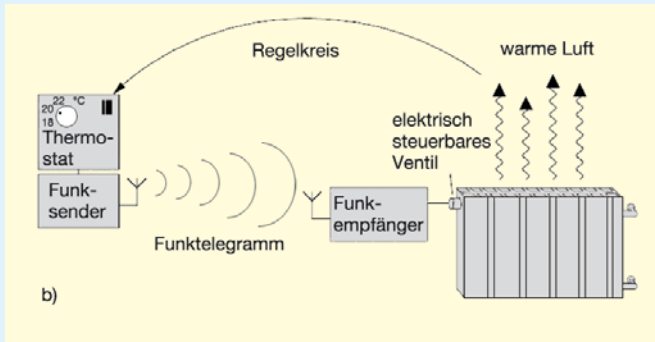 Regelkreis
warme Luft
22 °C
20
18
Thermo-
stat
elektrisch
steuerbares
Ventil
Funk-
sender
Funk-
empfänger
Funktelegramm
b)